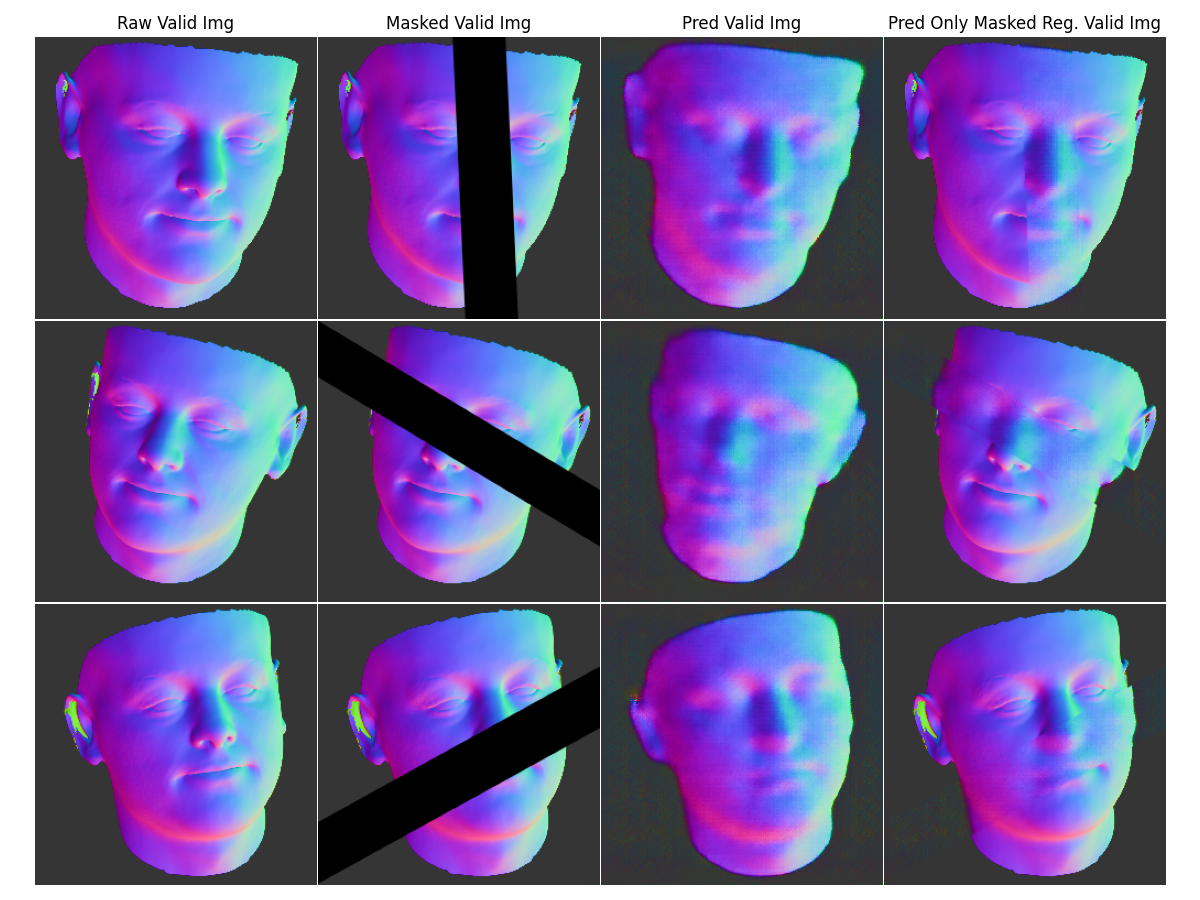 Raw Valid Img
Masked Valid Img
Pred Valid Img
Pred Only Masked Reg. Valid Img